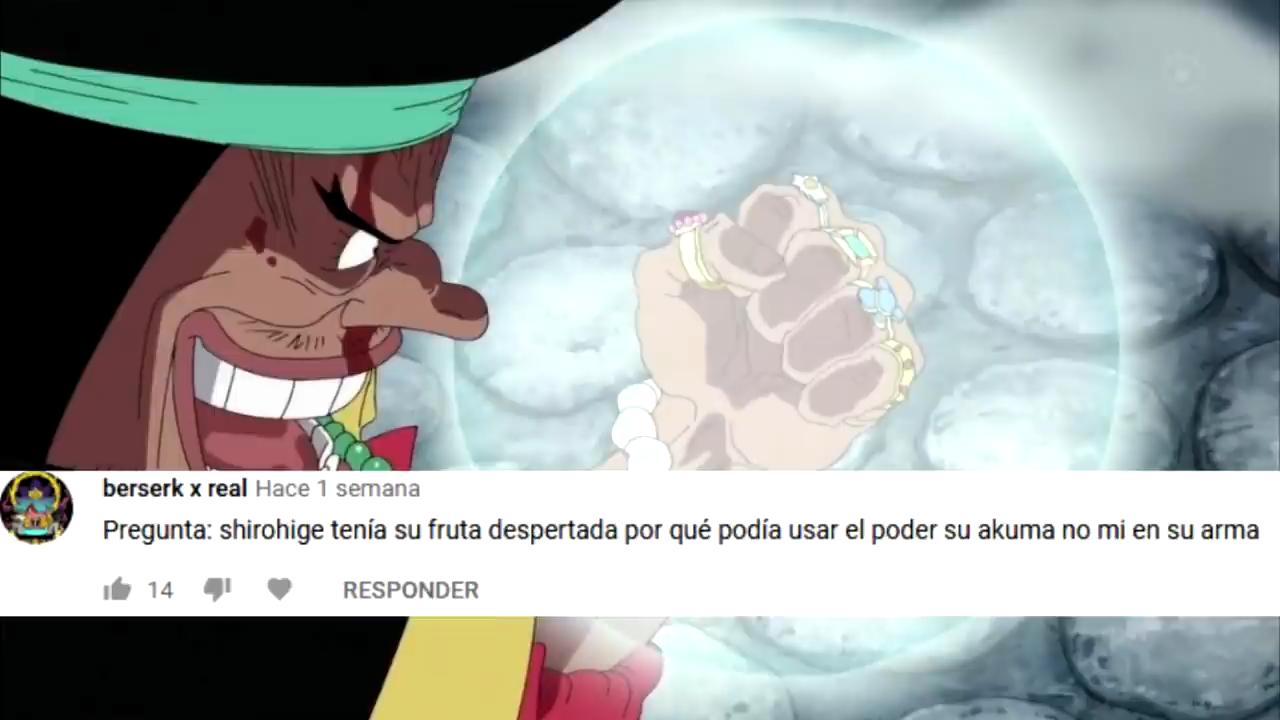 berserk x real Hace 1 semana
Pregunta: shirohige tenía su fruta despertada por qué podía usar el poder su akuma no mi en su arma
14 RESPONDER